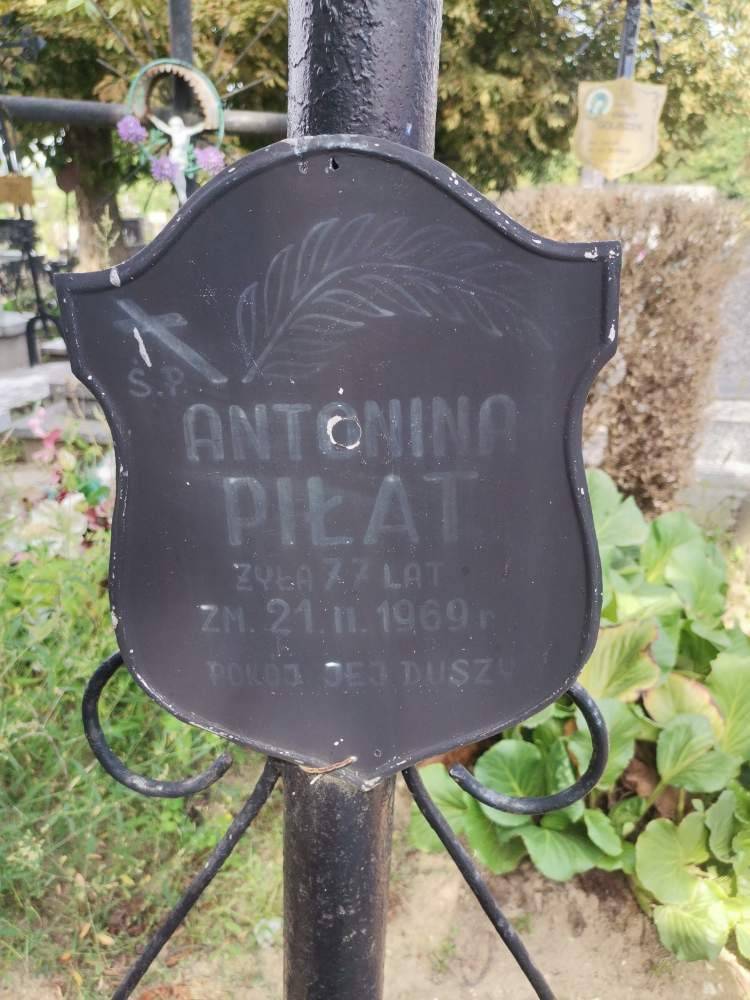 Ś.P.
ANTONINA
PIŁAT
ŻYŁA 77 LAT
ZM. 21.II.1969 r
POKÓJ JEJ DUSZY